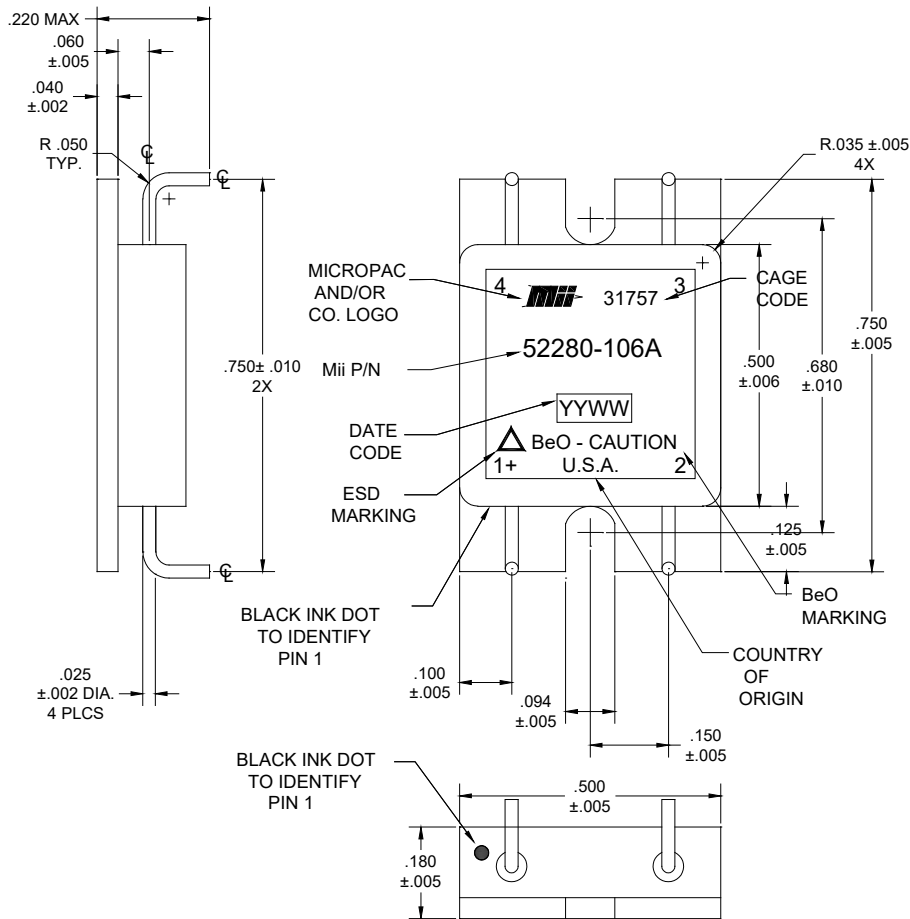 .220 MAX
.060
±.005
.040
±.002
R .050
TYP.
℄
℄
R.035 ±.005
4X
MICROPAC
AND/OR
CO. LOGO
4
Mii
31757
3
CAGE
CODE
Mii P/N
52280-106A
.750± .010
2X
.500
±.006
.680
±.010
.750
±.005
DATE
CODE
YYWW
BeO - CAUTION
1+
U.S.A.
2
ESD
MARKING
.125
±.005
℄
BeO
MARKING
BLACK INK DOT
TO IDENTIFY
PIN 1
COUNTRY
OF
ORIGIN
.025
±.002 DIA.
4 PLCS
.100
±.005
.094
±.005
.150
±.005
BLACK INK DOT
TO IDENTIFY
PIN 1
.500
±.005
.180
±.005